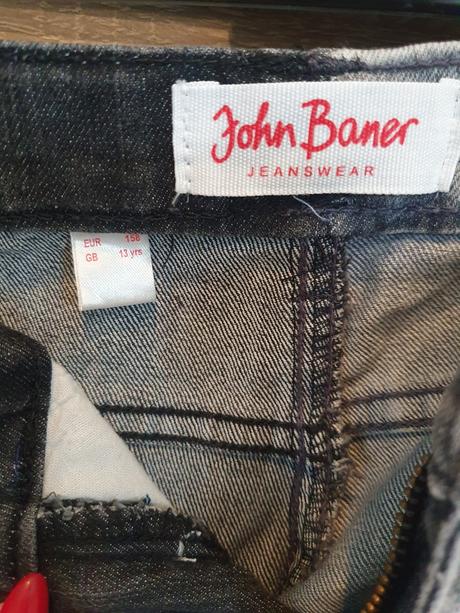 John Baner
JEANSWEAR
EUR 158
GB 13 yrs